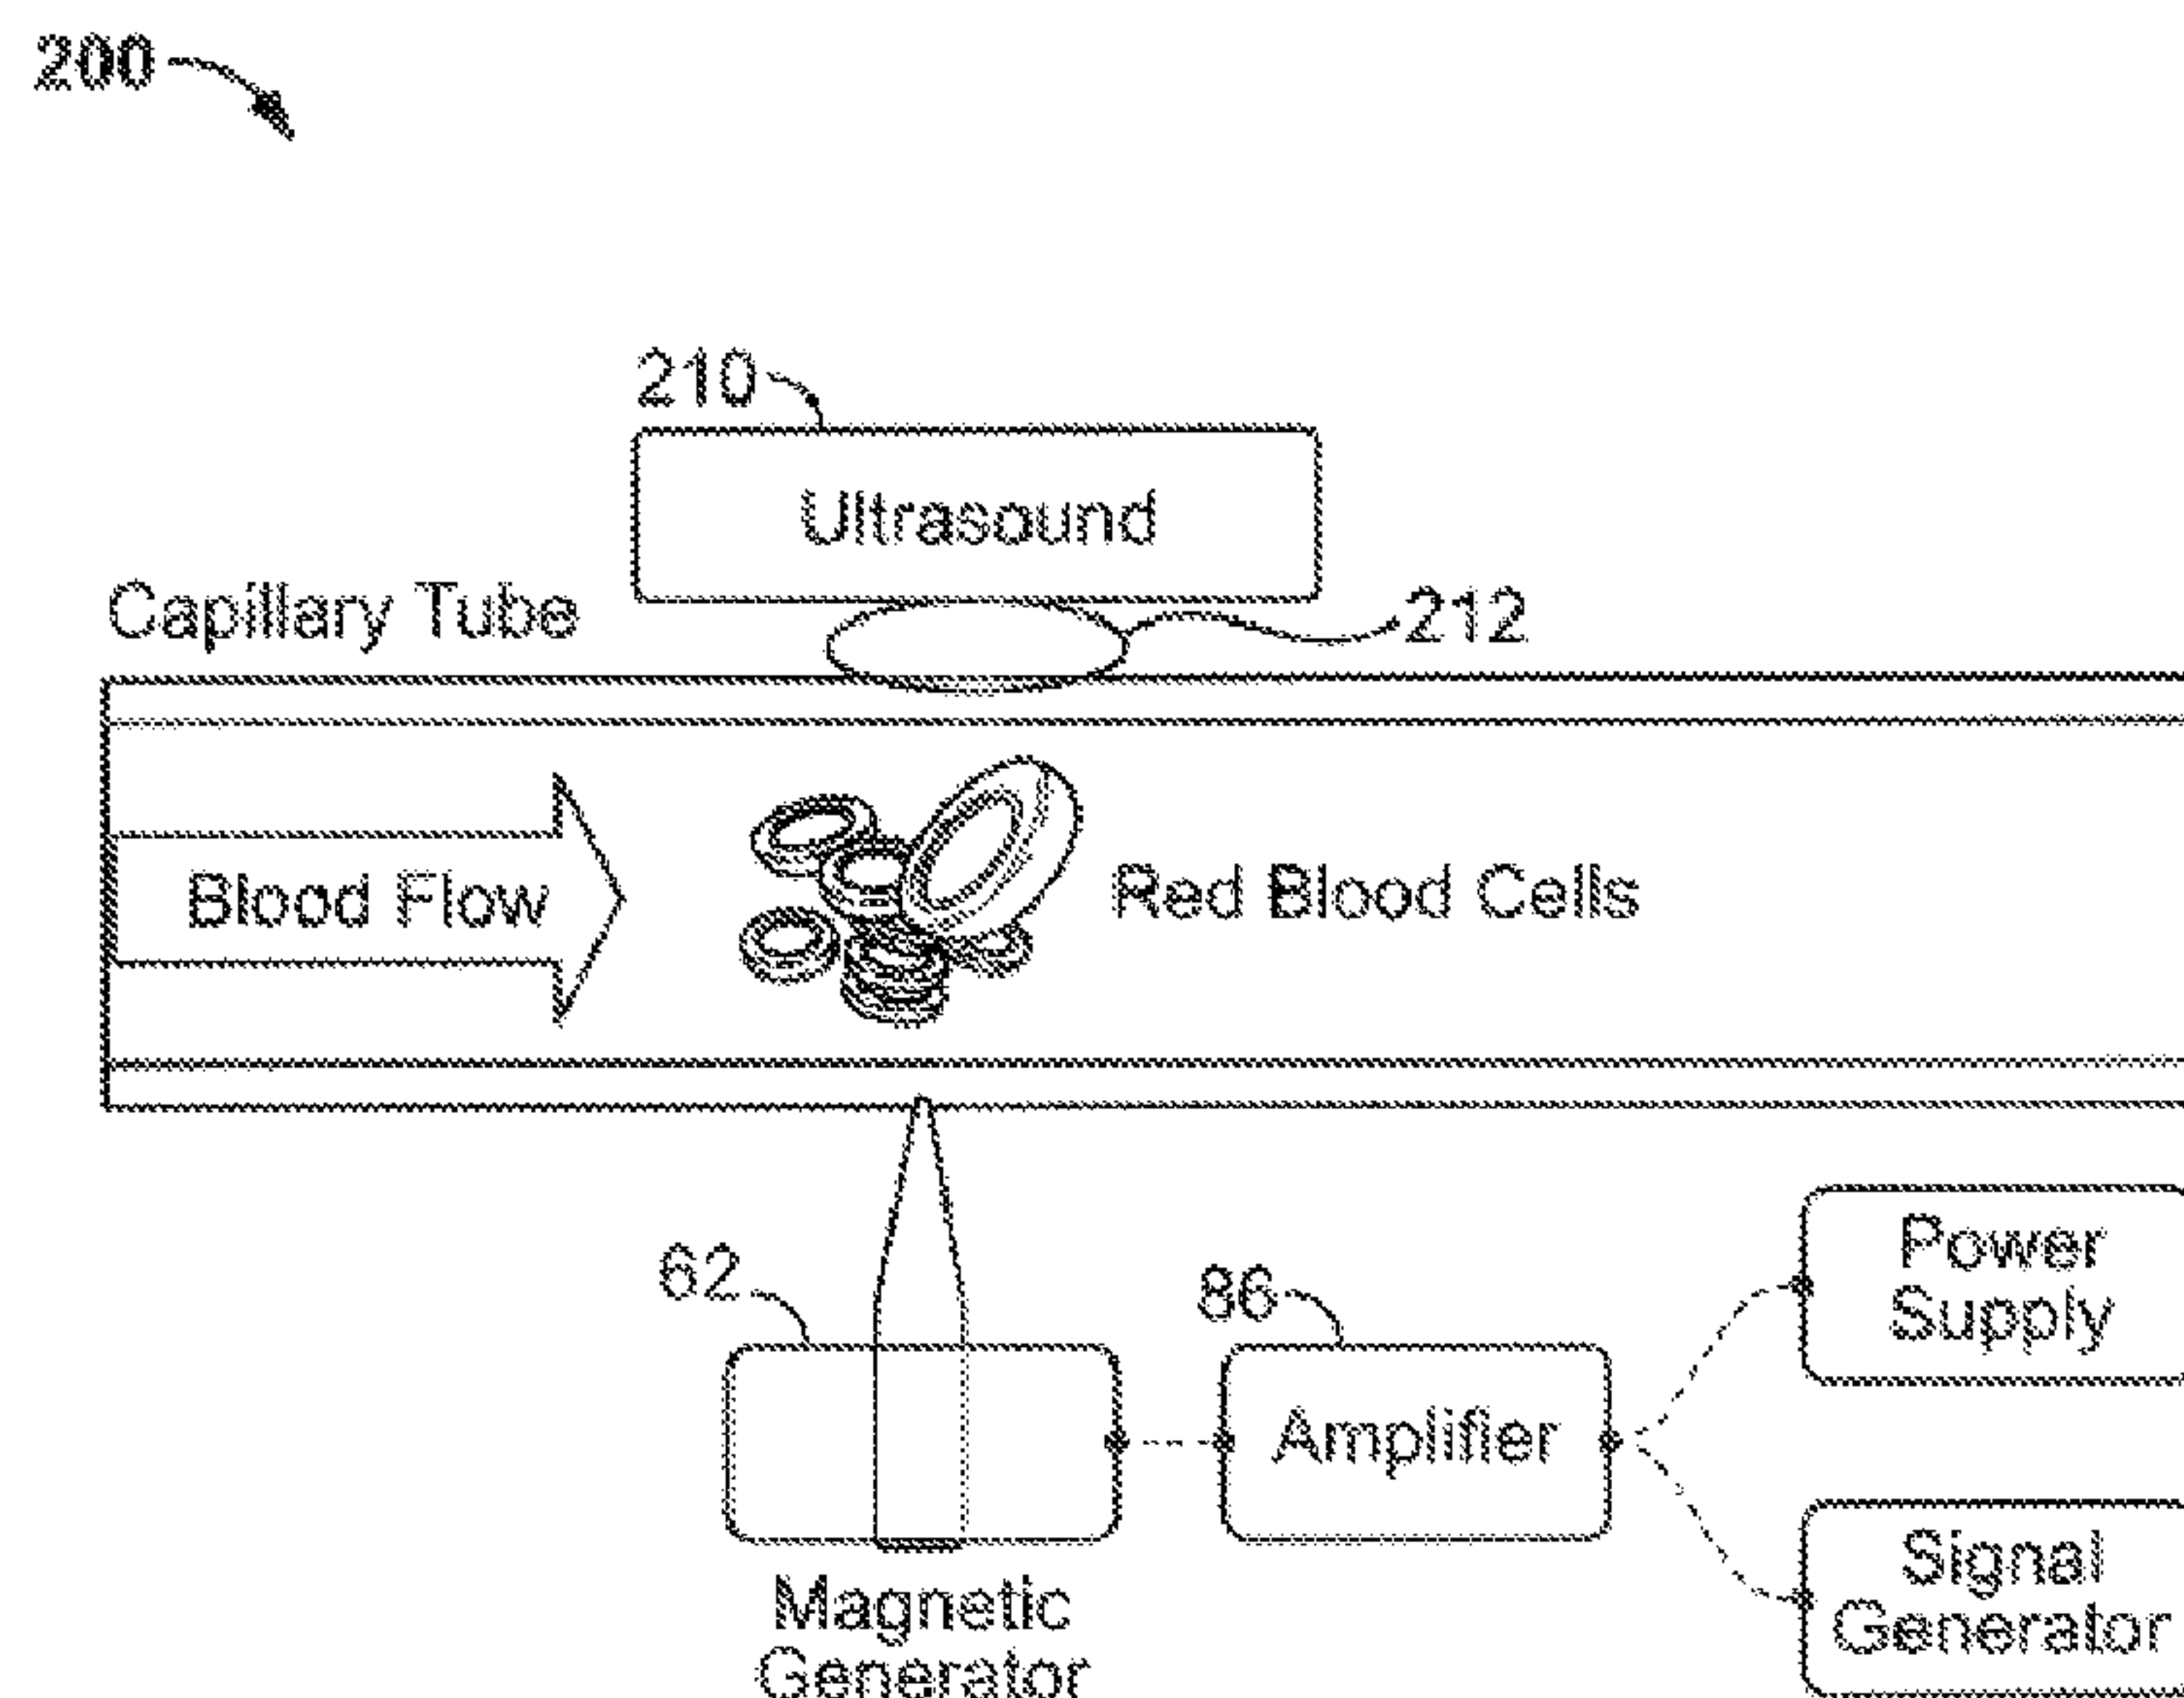 200
210
Ultrasound
Capillary Tube
212
Blood Flow
Red Blood Cells
62
86
Power
Supply
Amplifier
Signal
Generator
Magnetic
Generator